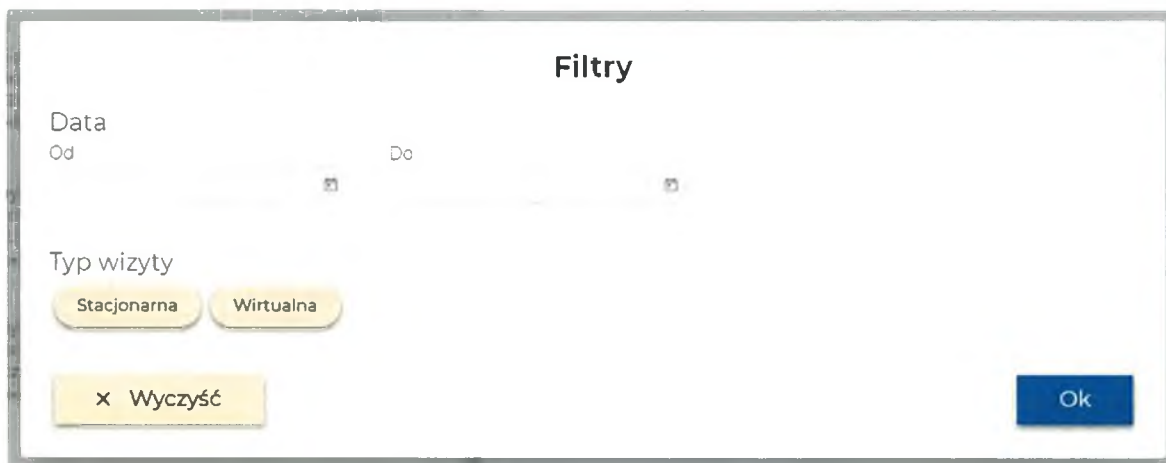 Filtry
Data
Od Do
Typ wizyty
Stacjonarna Wirtualna
× Wyczyść Ok